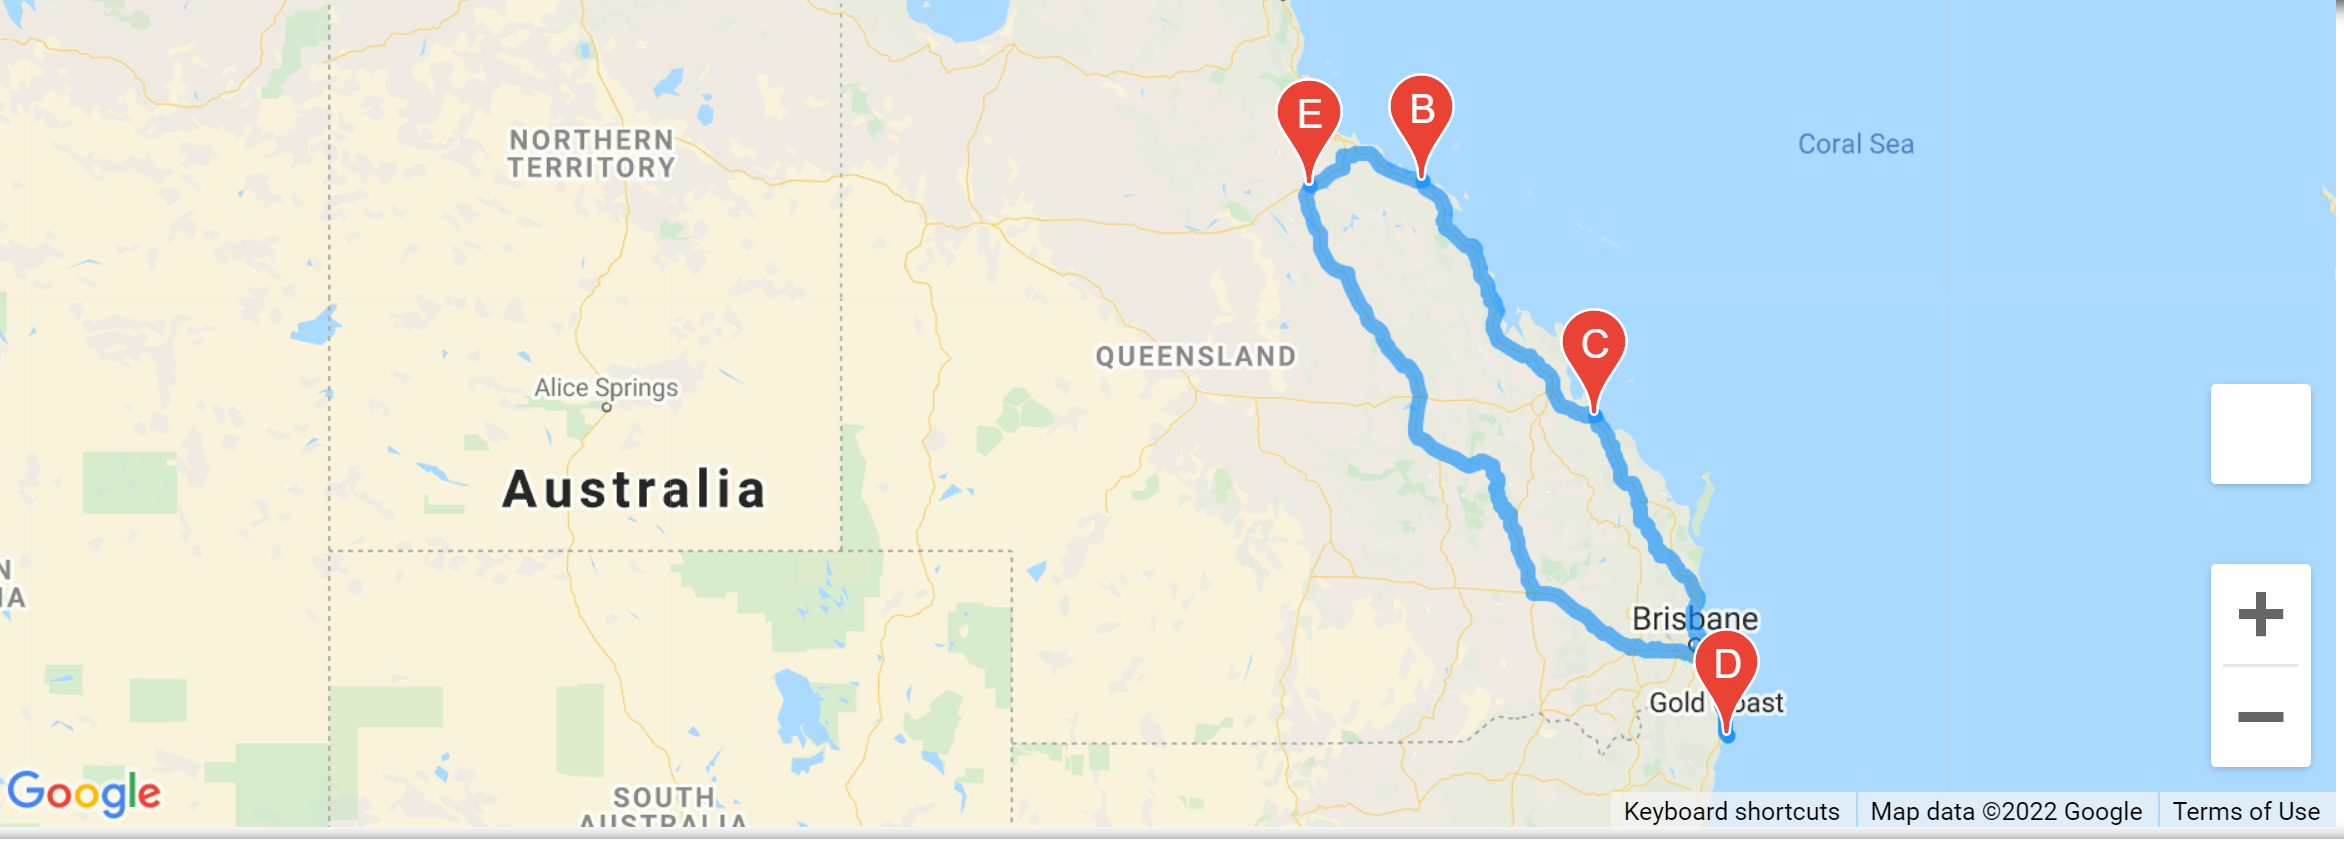 E
B
Coral Sea
NORTHERN
TERRITORY
C
QUEENSLAND
Alice Springs
Australia
N
IA
Brisbane
D
Gold Coast
Google
SOUTH
AUSTRALIA
Keyboard shortcuts
Map data ©2022 Google
Terms of Use